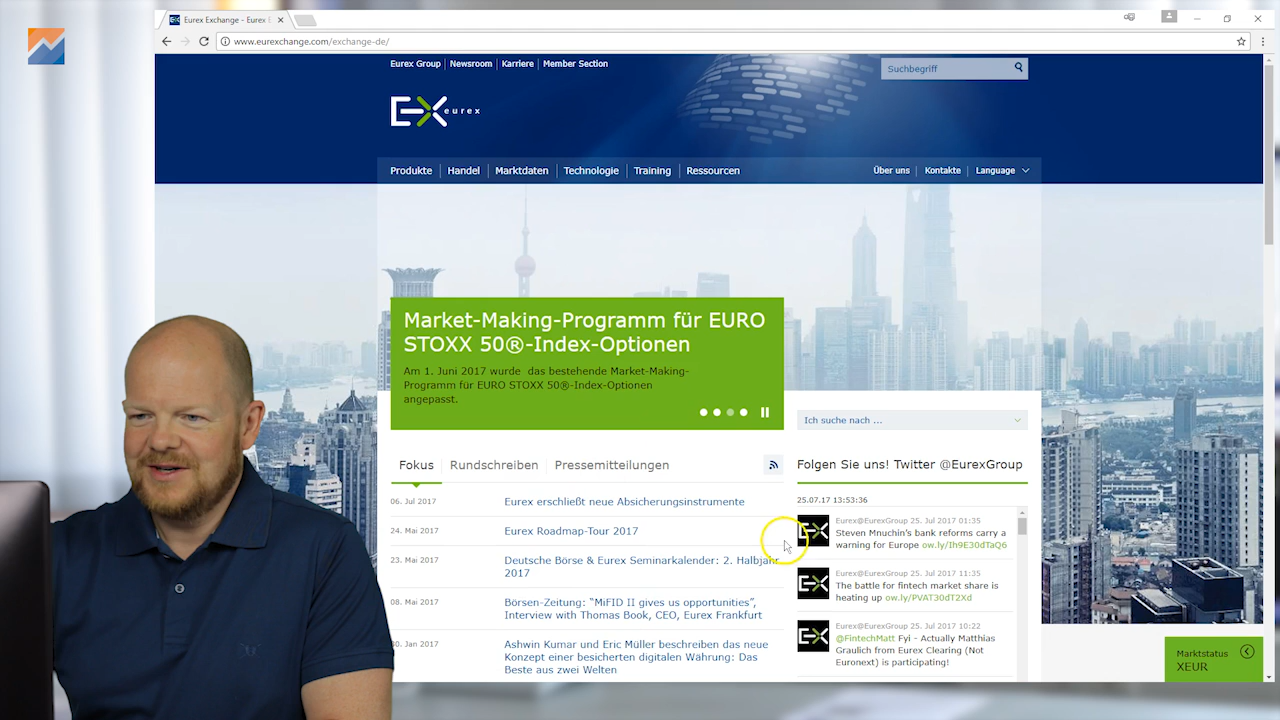 Eurex Exchange - Eurex E
www.eurexchange.com/exchange-de/
Eurex Group
Newsroom
Karriere
Member Section
Suchbegriff
EX eurex
Produkte
Handel
Marktdaten
Technologie
Training
Ressourcen
Über uns
Kontakte
Language
Market-Making-Programm für EURO
STOXX 50®-Index-Optionen
Am 1. Juni 2017 wurde das bestehende Market-Making-
Programm für EURO STOXX 50®-Index-Optionen
angepasst.
Ich suche nach ...
Fokus
Rundschreiben
Pressemitteilungen
06. Jul 2017
Eurex erschließt neue Absicherungsinstrumente
24. Mai 2017
Eurex Roadmap-Tour 2017
23. Mai 2017
Deutsche Börse & Eurex Seminarkalender: 2. Halbjahr
2017
08. Mai 2017
Börsen-Zeitung: “MiFID II gives us opportunities”,
Interview with Thomas Book, CEO, Eurex Frankfurt
30. Jan 2017
Ashwin Kumar und Eric Müller beschreiben das neue
Konzept einer besicherten digitalen Währung: Das
Beste aus zwei Welten
Folgen Sie uns! Twitter @EurexGroup
25.07.17 13:53:36
EX
Eurex@EurexGroup 25. Jul 2017 01:35
Steven Mnuchin's bank reforms carry a
warning for Europe ow.ly/Ih9E30dTaQ6
EX
Eurex@EurexGroup 25. Jul 2017 11:35
The battle for fintech market share is
heating up ow.ly/PVAT30dT2Xd
EX
Eurex@EurexGroup 25. Jul 2017 10:22
@FintechMatt Fyi - Actually Matthias
Graulich from Eurex Clearing (Not
Euronext) is participating!
Marktstatus
XEUR